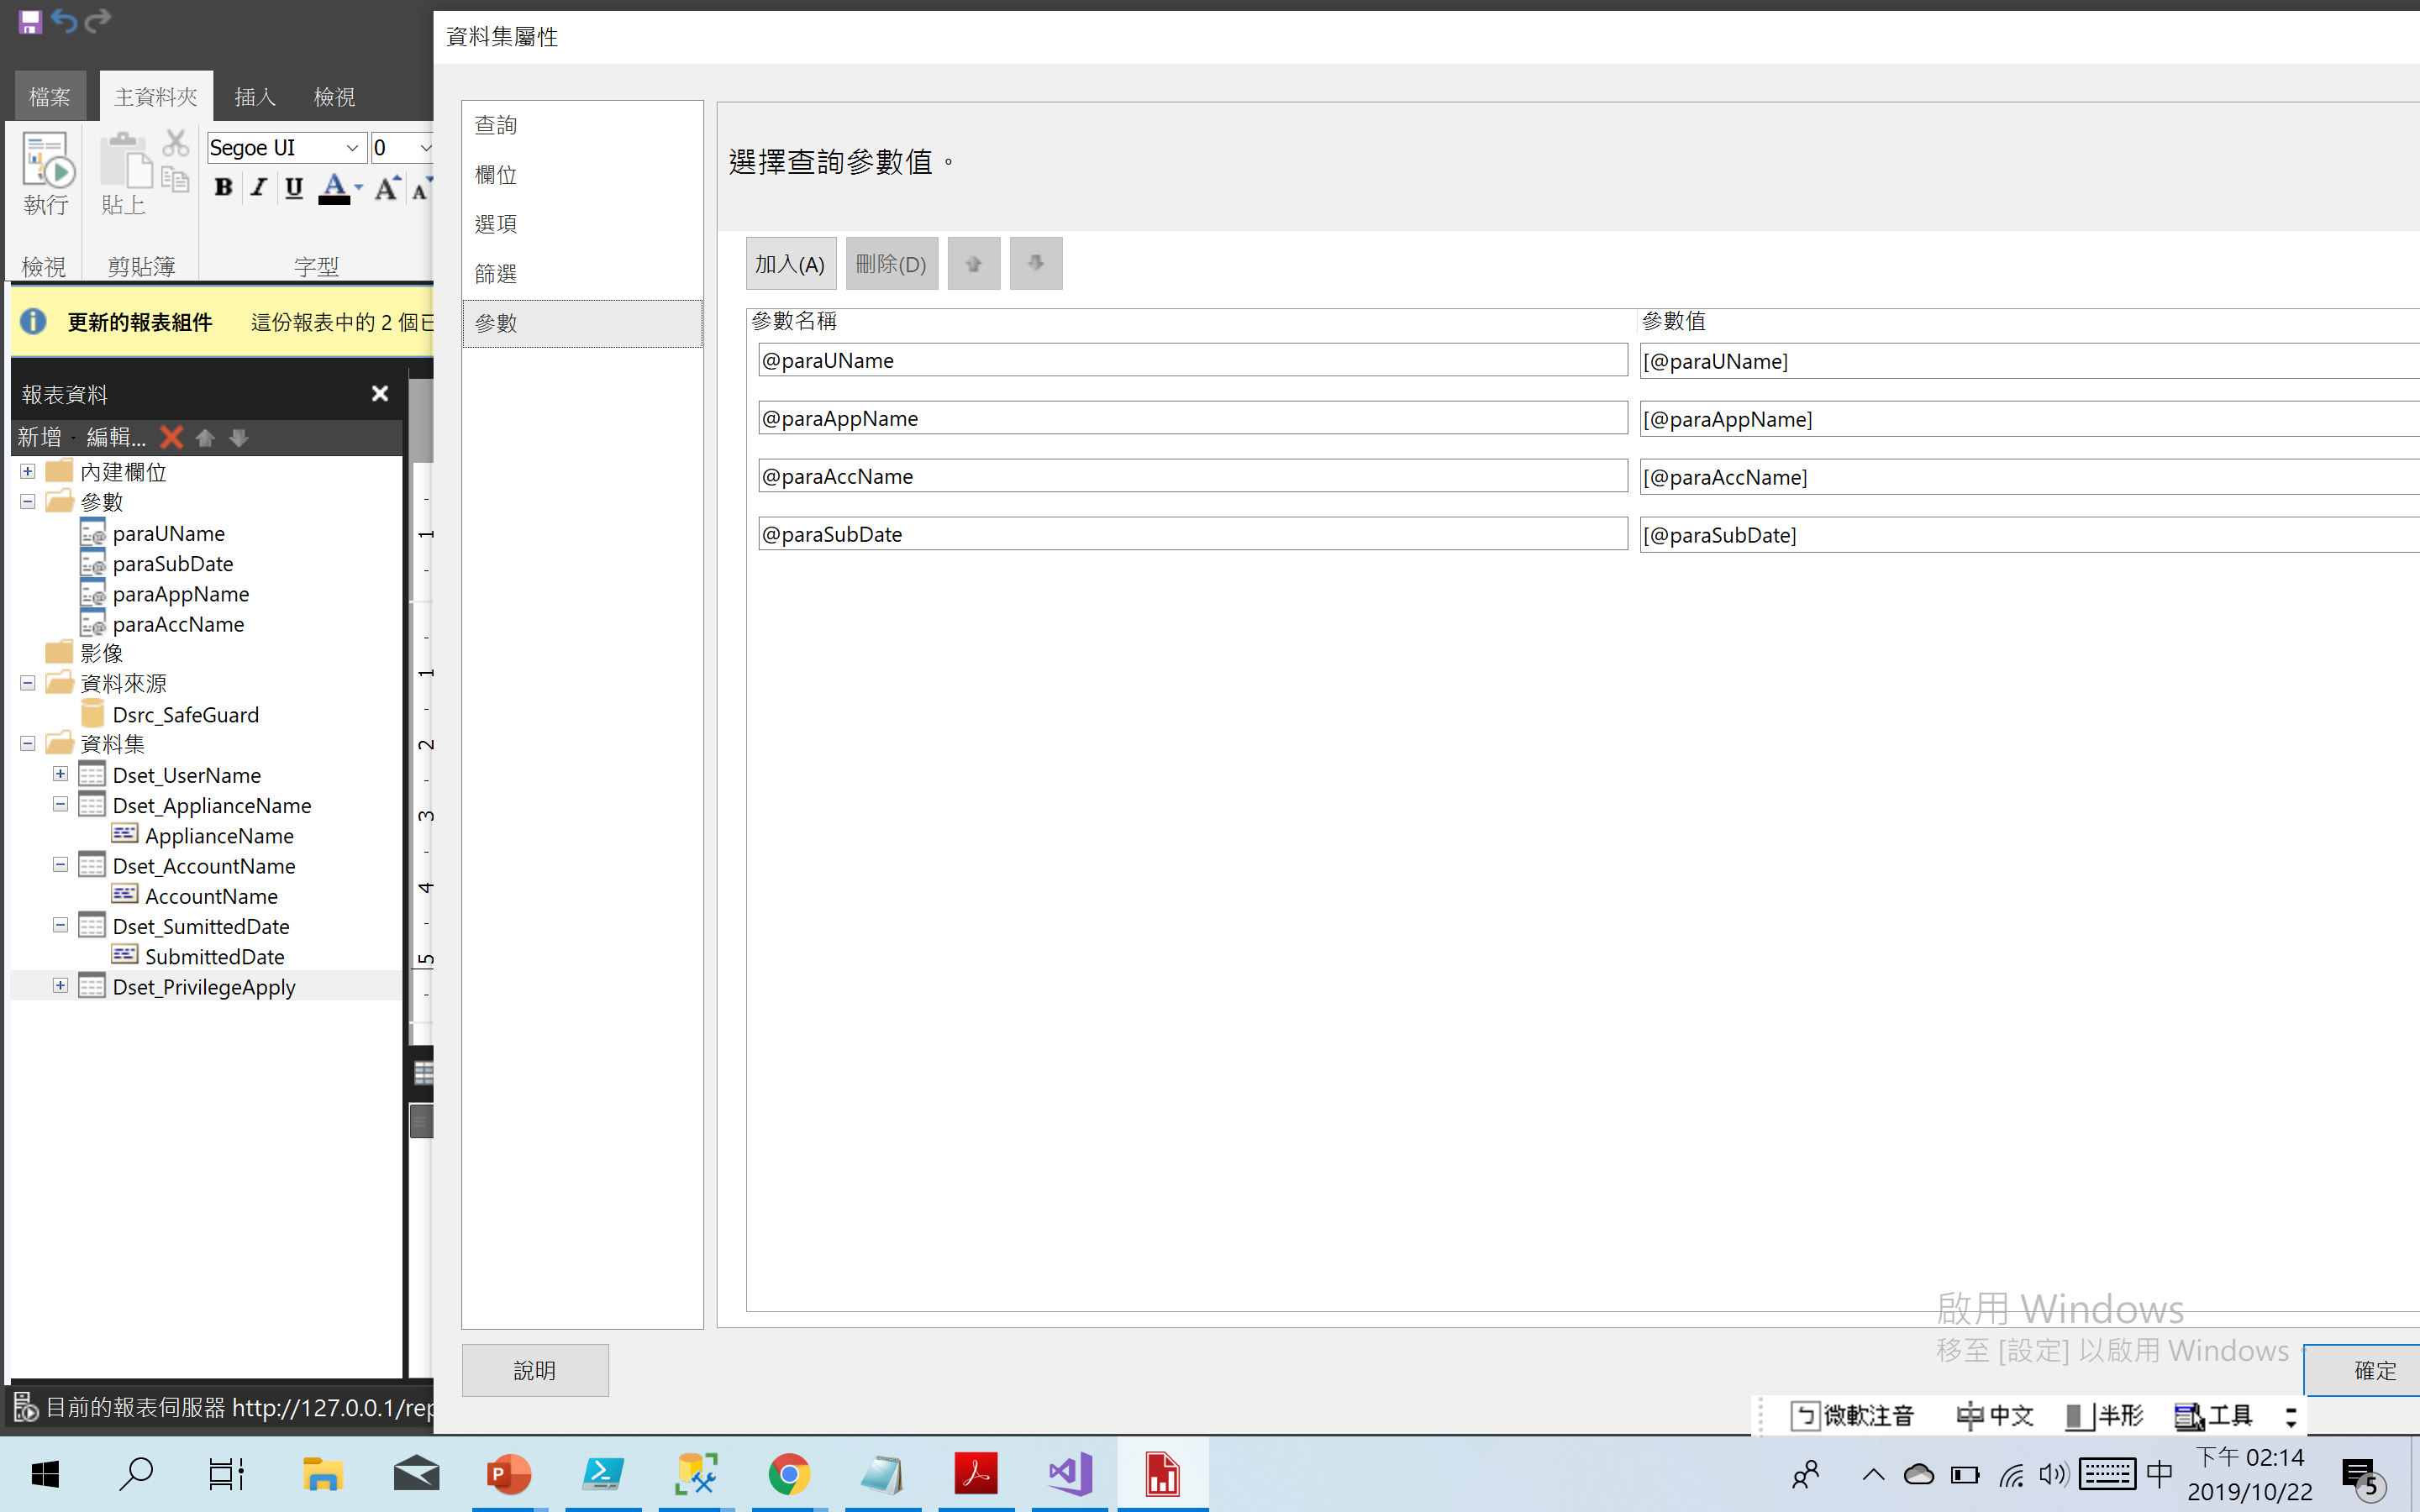 資料集屬性
檔案 主資料夾 插入 檢視
Segoe UI 0
B I U A A A
執行 貼上
檢視 剪貼簿 字型
更新的報表組件 這份報表中的 2 個已
報表資料
新增 編輯...
內建欄位
參數
paraUName
paraSubDate
paraAppName
paraAccName
影像
資料來源
Dsrc_SafeGuard
資料集
Dset_UserName
Dset_ApplianceName
ApplianceName
Dset_AccountName
AccountName
Dset_SumittedDate
SubmittedDate
Dset_PrivilegeApply
1
1
2
3
4
5
查詢
欄位
選項
篩選
參數
選擇查詢參數值。
加入(A) 刪除(D)
參數名稱 參數值
@paraUName [@paraUName]
@paraAppName [@paraAppName]
@paraAccName [@paraAccName]
@paraSubDate [@paraSubDate]
啟用 Windows
移至 [設定] 以啟用 Windows。
說明 確定
目前的報表伺服器 http://127.0.0.1/rep
ㄅ 微軟注音 中 中文 半形 工具
中 下午 02:14
2019/10/22
5